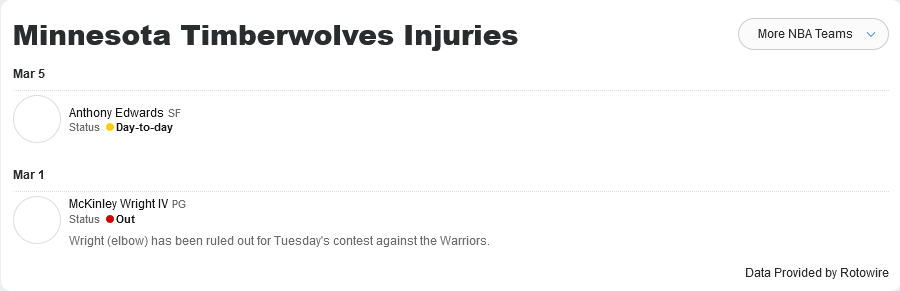 Minnesota Timberwolves Injuries
More NBA Teams
Mar 5
Anthony Edwards SF
Status Day-to-day
Mar 1
McKinley Wright IV PG
Status Out
Wright (elbow) has been ruled out for Tuesday's contest against the Warriors.
Data Provided by Rotowire